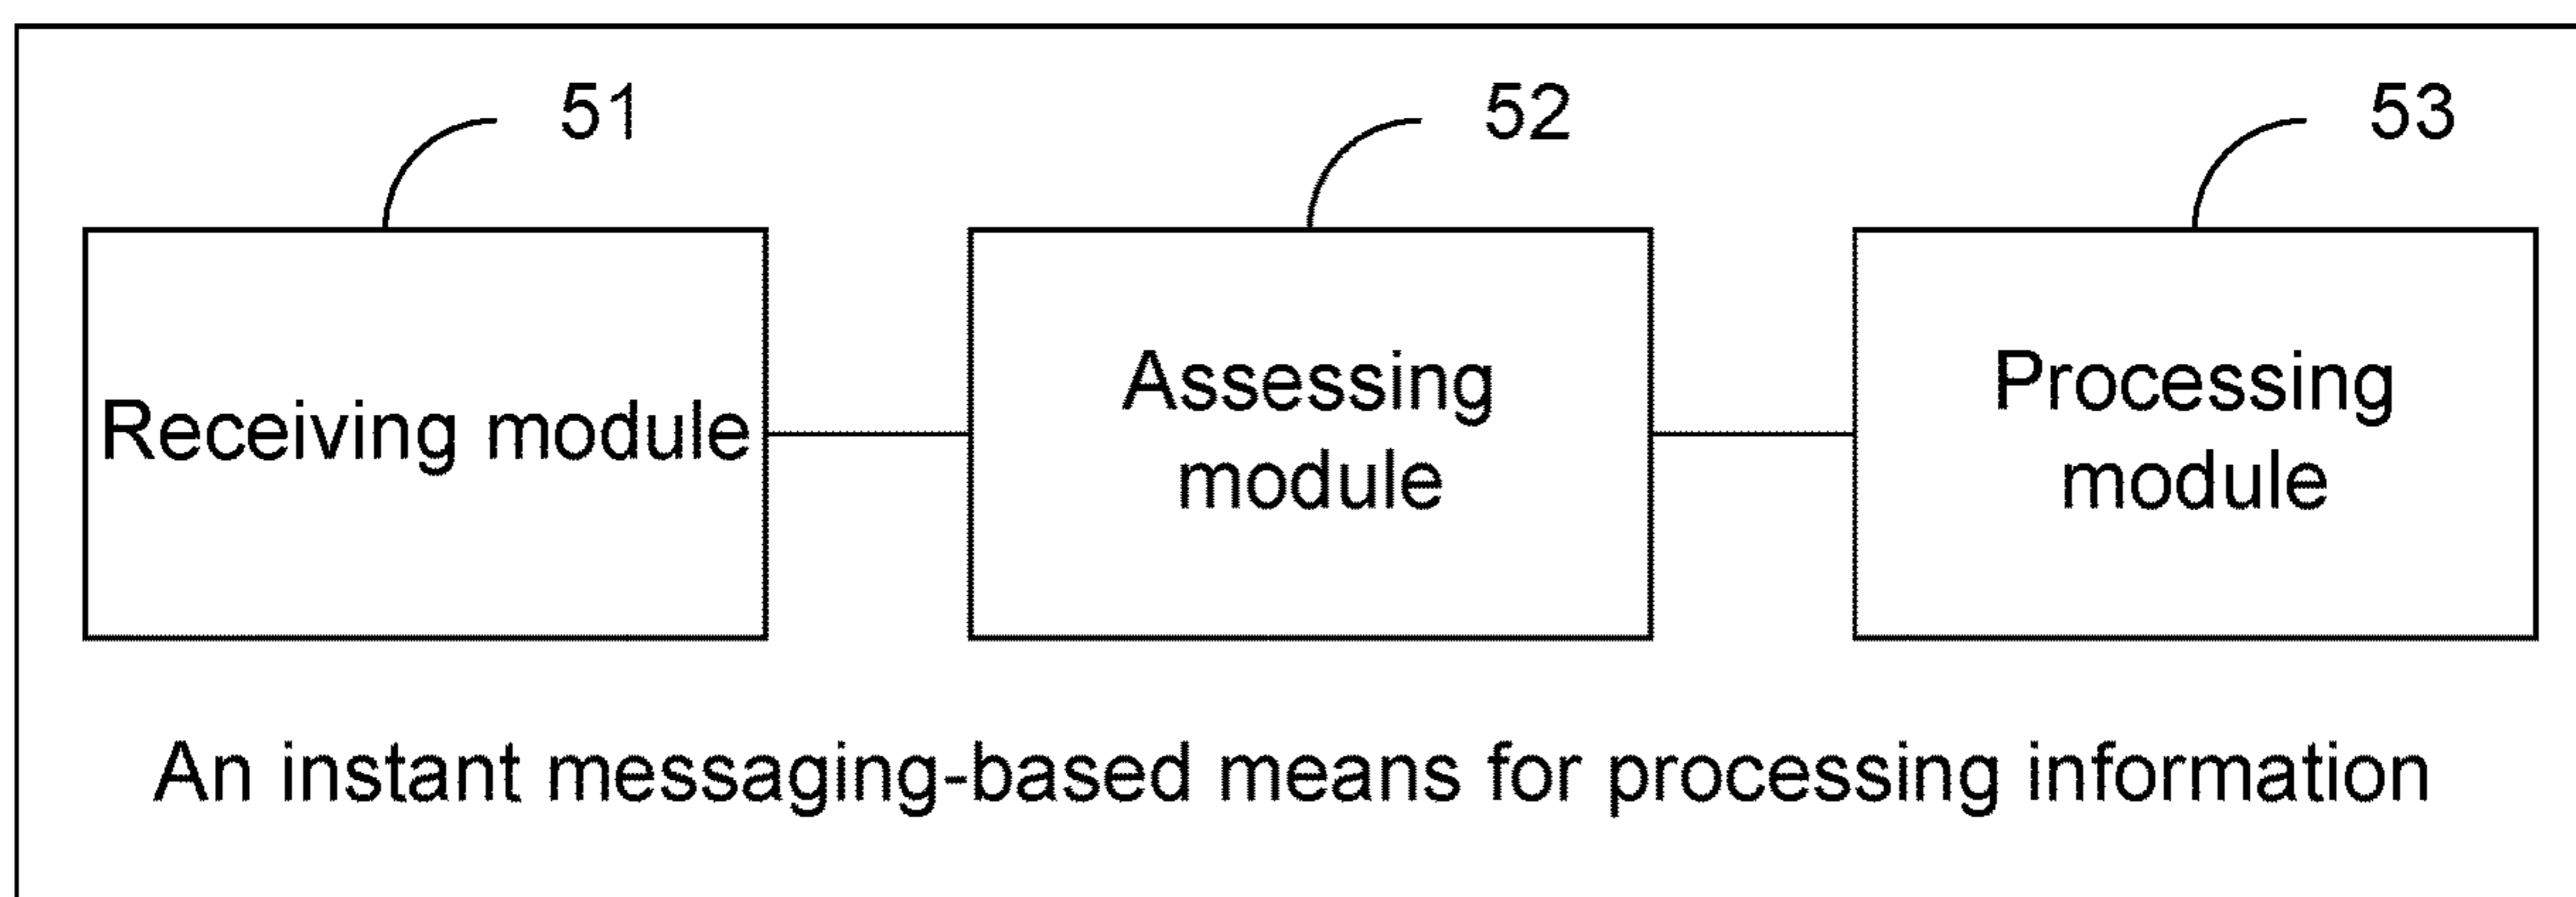 51
52
53
Receiving module
Assessing
module
Processing
module
An instant messaging-based means for processing information